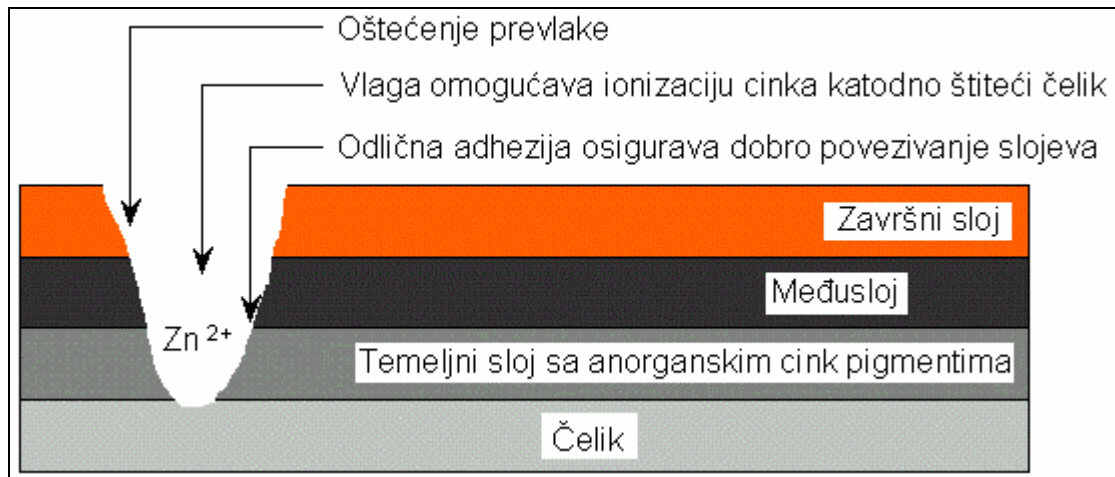 Oštećenje prevlake
Vlaga omogućava ionizaciju cinka katodno štiteći čelik
Odlična adhezija osigurava dobro povezivanje slojeva
Završni sloj
Međusloj
Zn 2+
Temeljni sloj sa anorganskim cink pigmentima
Čelik